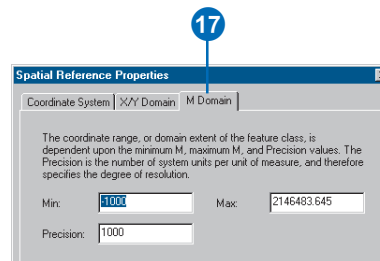 17
Spatial Reference Properties
Coordinate System X/Y Domain M Domain
The coordinate range, or domain extent of the feature class, is
dependent upon the minimum M, maximum M, and Precision values. The
Precision is the number of system units per unit of measure, and therefore
specifies the degree of resolution.
Min: -1000 Max: 2146483.645
Precision: 1000